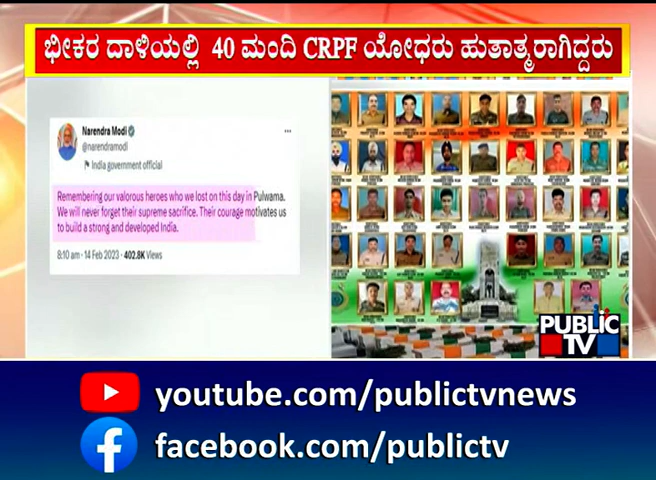 ಭೀಕರ ದಾಳಿಯಲ್ಲಿ 40 ಮಂದಿ CRPF ಯೋಧರು ಹುತಾತ್ಮರಾಗಿದ್ದರು
Narendra Modi
@narendramodi
India government official
Remembering our valorous heroes who we lost on this day in Pulwama.
We will never forget their supreme sacrifice. Their courage motivates us
to build a strong and developed India.
8:10 am · 14 Feb 2023 · 402.8K Views
PUBLIC
TV
youtube.com/publictvnews
facebook.com/publictv